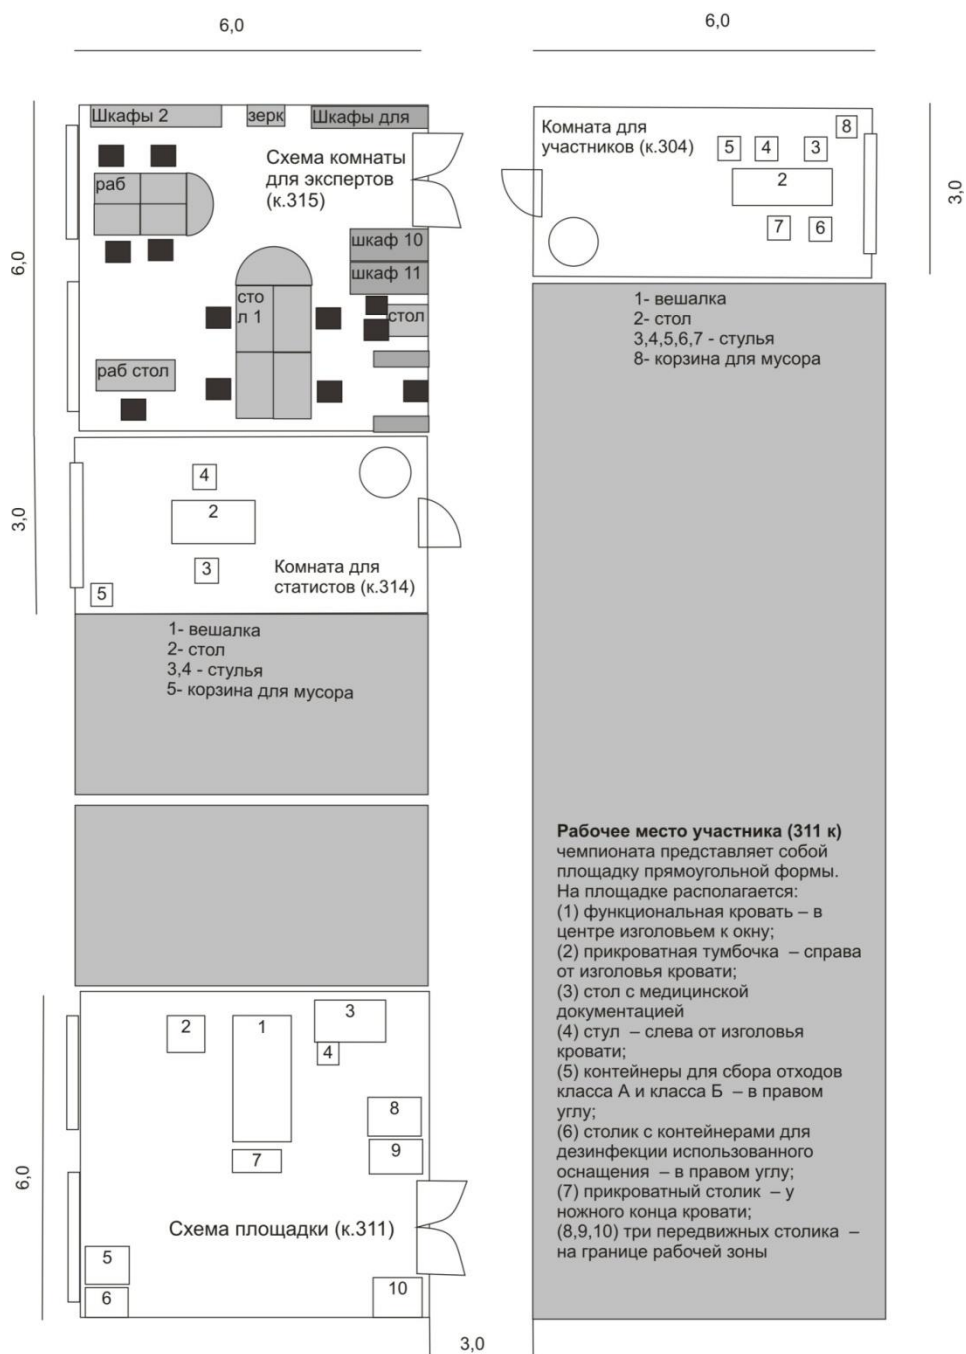 6,0
6,0
Шкафы 2
зерк
Шкафы для
Схема комнаты
для экспертов
(к.315)
раб
шкаф 10
шкаф 11
сто
л 1
стол
раб стол
6,0
Комната для
участников (к.304)
8
5
4
3
2
7
6
3,0
1- вешалка
2- стол
3,4,5,6,7 - стулья
8- корзина для мусора
4
2
3
5
Комната для
статистов (к.314)
3,0
1- вешалка
2- стол
3,4 - стулья
5- корзина для мусора
Рабочее место участника (311 к)
чемпионата представляет собой
площадку прямоугольной формы.
На площадке располагается:
(1) функциональная кровать – в
центре изголовьем к окну;
(2) прикроватная тумбочка – справа
от изголовья кровати;
(3) стол с медицинской
документацией
(4) стул – слева от изголовья
кровати;
(5) контейнеры для сбора отходов
класса А и класса Б – в правом
углу;
(6) столик с контейнерами для
дезинфекции использованного
оснащения – в правом углу;
(7) прикроватный столик – у
ножного конца кровати;
(8,9,10) три передвижных столика –
на границе рабочей зоны
2
1
3
4
8
9
7
Схема площадки (к.311)
5
6
10
6,0
3,0